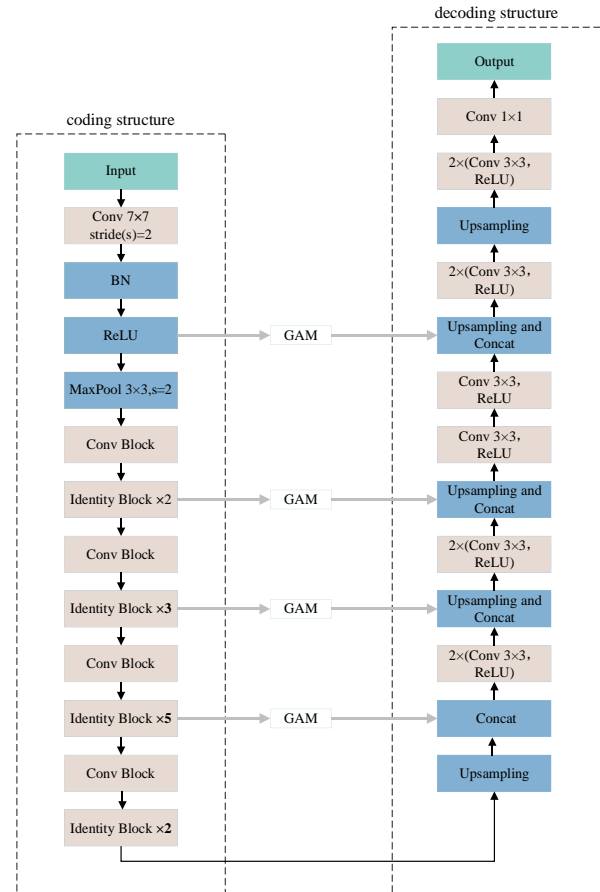 coding structure
Input
Conv 7×7
stride(s)=2
BN
ReLU
MaxPool 3×3,s=2
Conv Block
Identity Block ×2
Conv Block
Identity Block ×3
Conv Block
Identity Block ×5
Conv Block
Identity Block ×2
GAM
GAM
GAM
GAM
decoding structure
Output
Conv 1×1
2×(Conv 3×3,
ReLU)
Upsampling
2×(Conv 3×3,
ReLU)
Upsampling and
Concat
Conv 3×3,
ReLU
Conv 3×3,
ReLU
Upsampling and
Concat
2×(Conv 3×3,
ReLU)
Upsampling and
Concat
2×(Conv 3×3,
ReLU)
Concat
Upsampling